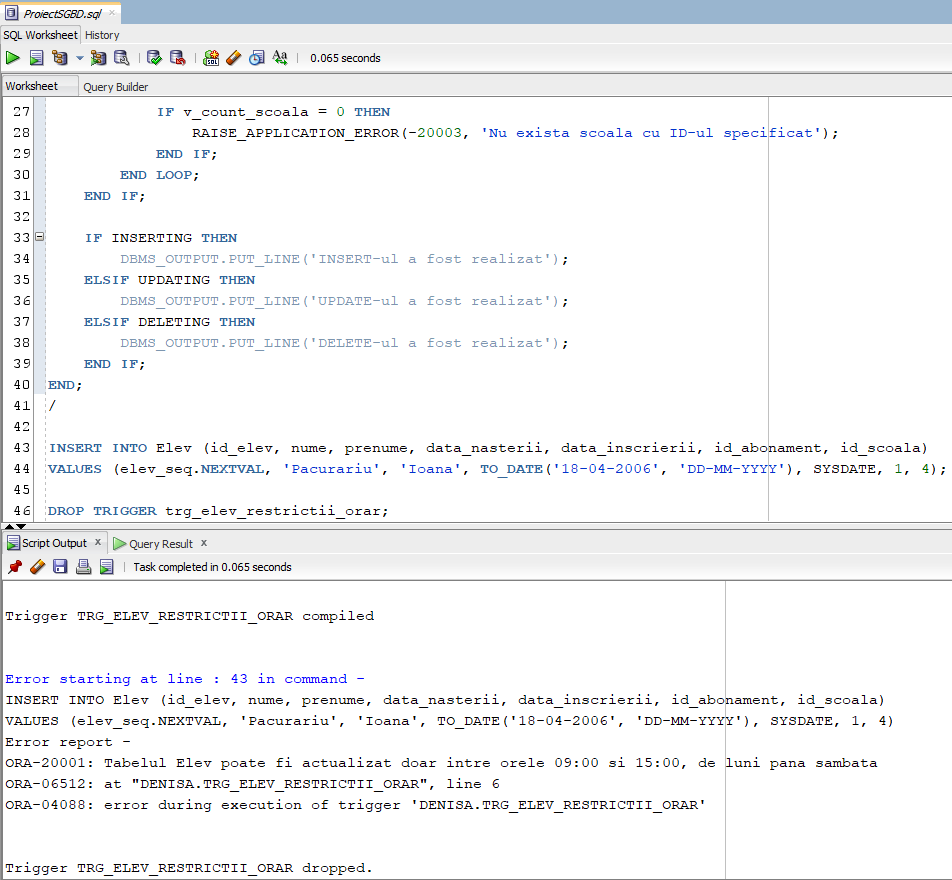 ProiectSGBD.sql ×
SQL Worksheet History
SQL Aa 0.065 seconds
Worksheet Query Builder
27 IF v_count_scoala = 0 THEN
28 RAISE_APPLICATION_ERROR(-20003, 'Nu exista scoala cu ID-ul specificat');
29 END IF;
30 END LOOP;
31 END IF;
32
33 IF INSERTING THEN
34 DBMS_OUTPUT.PUT_LINE('INSERT-ul a fost realizat');
35 ELSIF UPDATING THEN
36 DBMS_OUTPUT.PUT_LINE('UPDATE-ul a fost realizat');
37 ELSIF DELETING THEN
38 DBMS_OUTPUT.PUT_LINE('DELETE-ul a fost realizat');
39 END IF;
40 END;
41 /
42
43 INSERT INTO Elev (id_elev, nume, prenume, data_nasterii, data_inscrierii, id_abonament, id_scoala)
44 VALUES (elev_seq.NEXTVAL, 'Pacurariu', 'Ioana', TO_DATE('18-04-2006', 'DD-MM-YYYY'), SYSDATE, 1, 4);
45
46 DROP TRIGGER trg_elev_restrictii_orar;
Script Output × Query Result ×
Task completed in 0.065 seconds
Trigger TRG_ELEV_RESTRICTII_ORAR compiled
Error starting at line : 43 in command -
INSERT INTO Elev (id_elev, nume, prenume, data_nasterii, data_inscrierii, id_abonament, id_scoala)
VALUES (elev_seq.NEXTVAL, 'Pacurariu', 'Ioana', TO_DATE('18-04-2006', 'DD-MM-YYYY'), SYSDATE, 1, 4)
Error report -
ORA-20001: Tabelul Elev poate fi actualizat doar intre orele 09:00 si 15:00, de luni pana sambata
ORA-06512: at "DENISA.TRG_ELEV_RESTRICTII_ORAR", line 6
ORA-04088: error during execution of trigger 'DENISA.TRG_ELEV_RESTRICTII_ORAR'
Trigger TRG_ELEV_RESTRICTII_ORAR dropped.